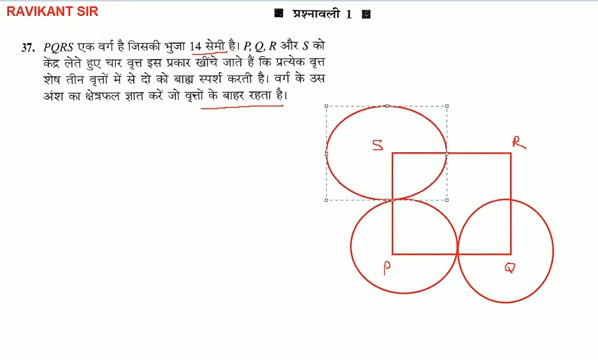 RAVIKANT SIR
■ प्रश्नावली 1 ■
37. PQRS एक वर्ग है जिसकी भुजा 14 सेमी है। P, Q, R और S को
केंद्र लेते हुए चार वृत्त इस प्रकार खींचे जाते हैं कि प्रत्येक वृत्त
शेष तीन वृत्तों में से दो को बाह्य स्पर्श करती है। वर्ग के उस
अंश का क्षेत्रफल ज्ञात करें जो वृत्तों के बाहर रहता है।
S R
P Q